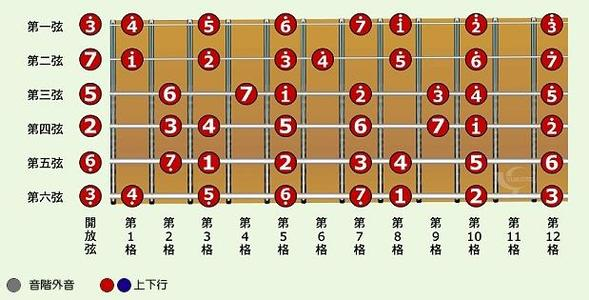 第一弦 3 4 5 6 7 1 2 3
第二弦 7 1 2 3 4 5 6 7
第三弦 5 6 7 1 2 3 4 5
第四弦 2 3 4 5 6 7 1 2
第五弦 6 7 1 2 3 4 5 6
第六弦 3 4 5 6 7 1 2 3
開放弦 第1格 第2格 第3格 第4格 第5格 第6格 第7格 第8格 第9格 第10格 第11格 第12格
音階外音 上下行